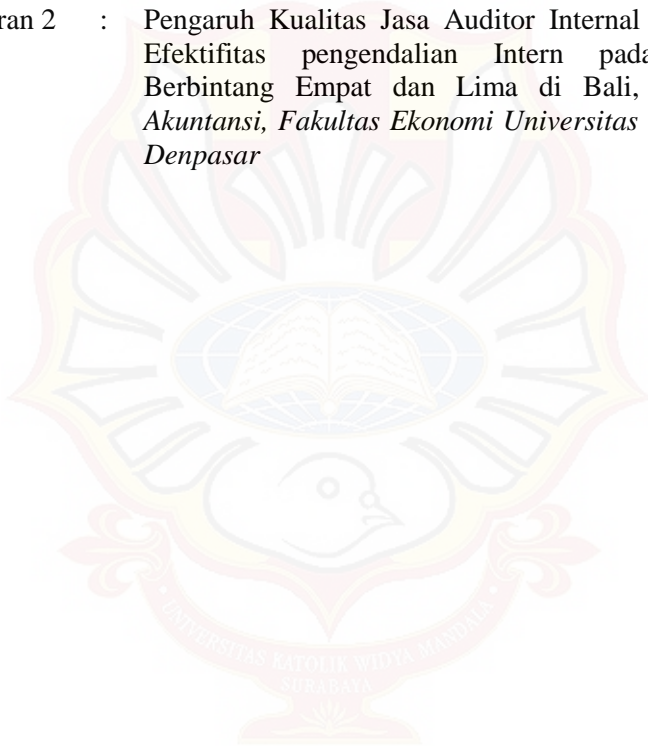 ran 2 : Pengaruh Kualitas Jasa Auditor Internal
Efektifitas pengendalian Intern pada
Berbintang Empat dan Lima di Bali,
Akuntansi, Fakultas Ekonomi Universitas
Denpasar
UNIVERSITAS KATOLIK WIDYA MANDALA
SURABAYA